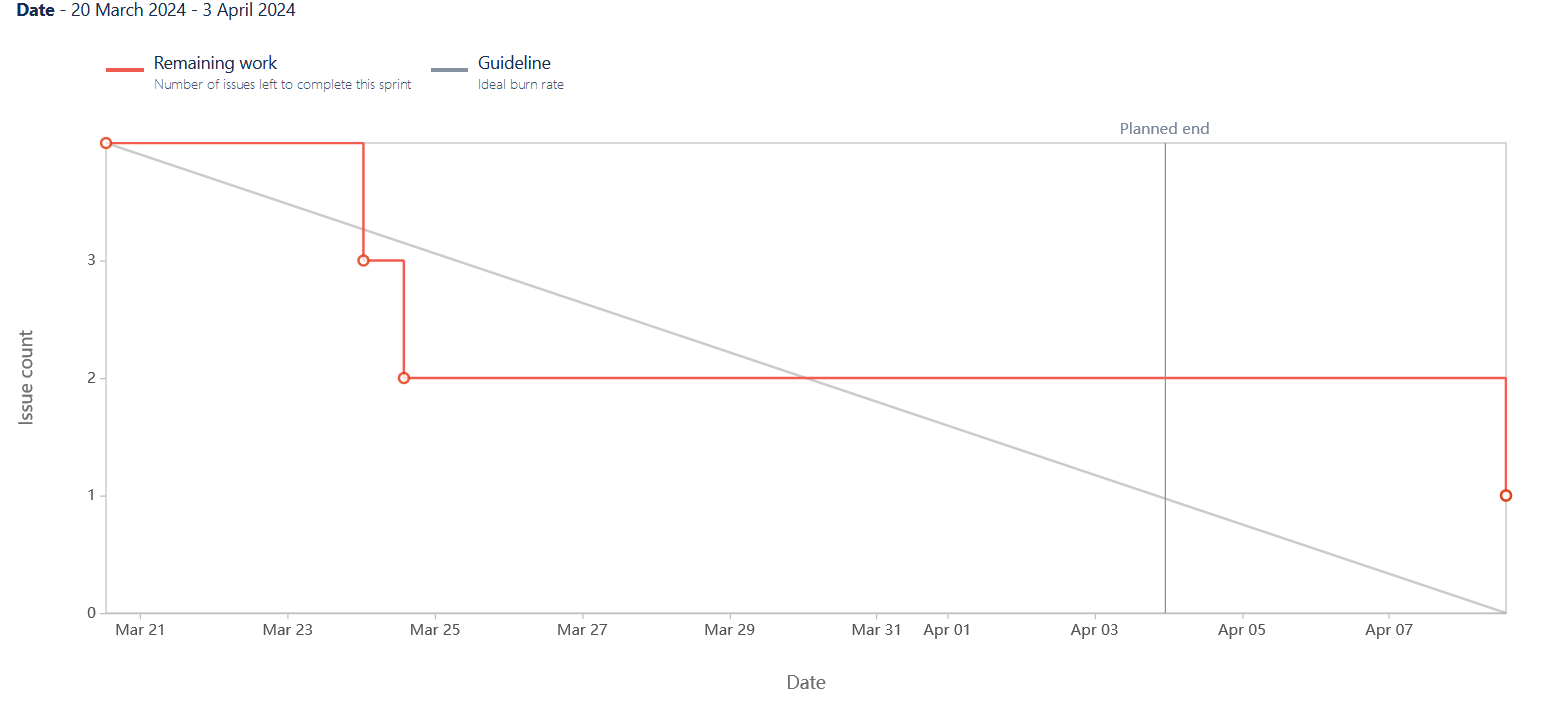 Date - 20 March 2024 - 3 April 2024
Remaining work
Number of issues left to complete this sprint
Guideline
Ideal burn rate
Planned end
3
2
1
0
Issue count
Mar 21 Mar 23 Mar 25 Mar 27 Mar 29 Mar 31 Apr 01 Apr 03 Apr 05 Apr 07
Date